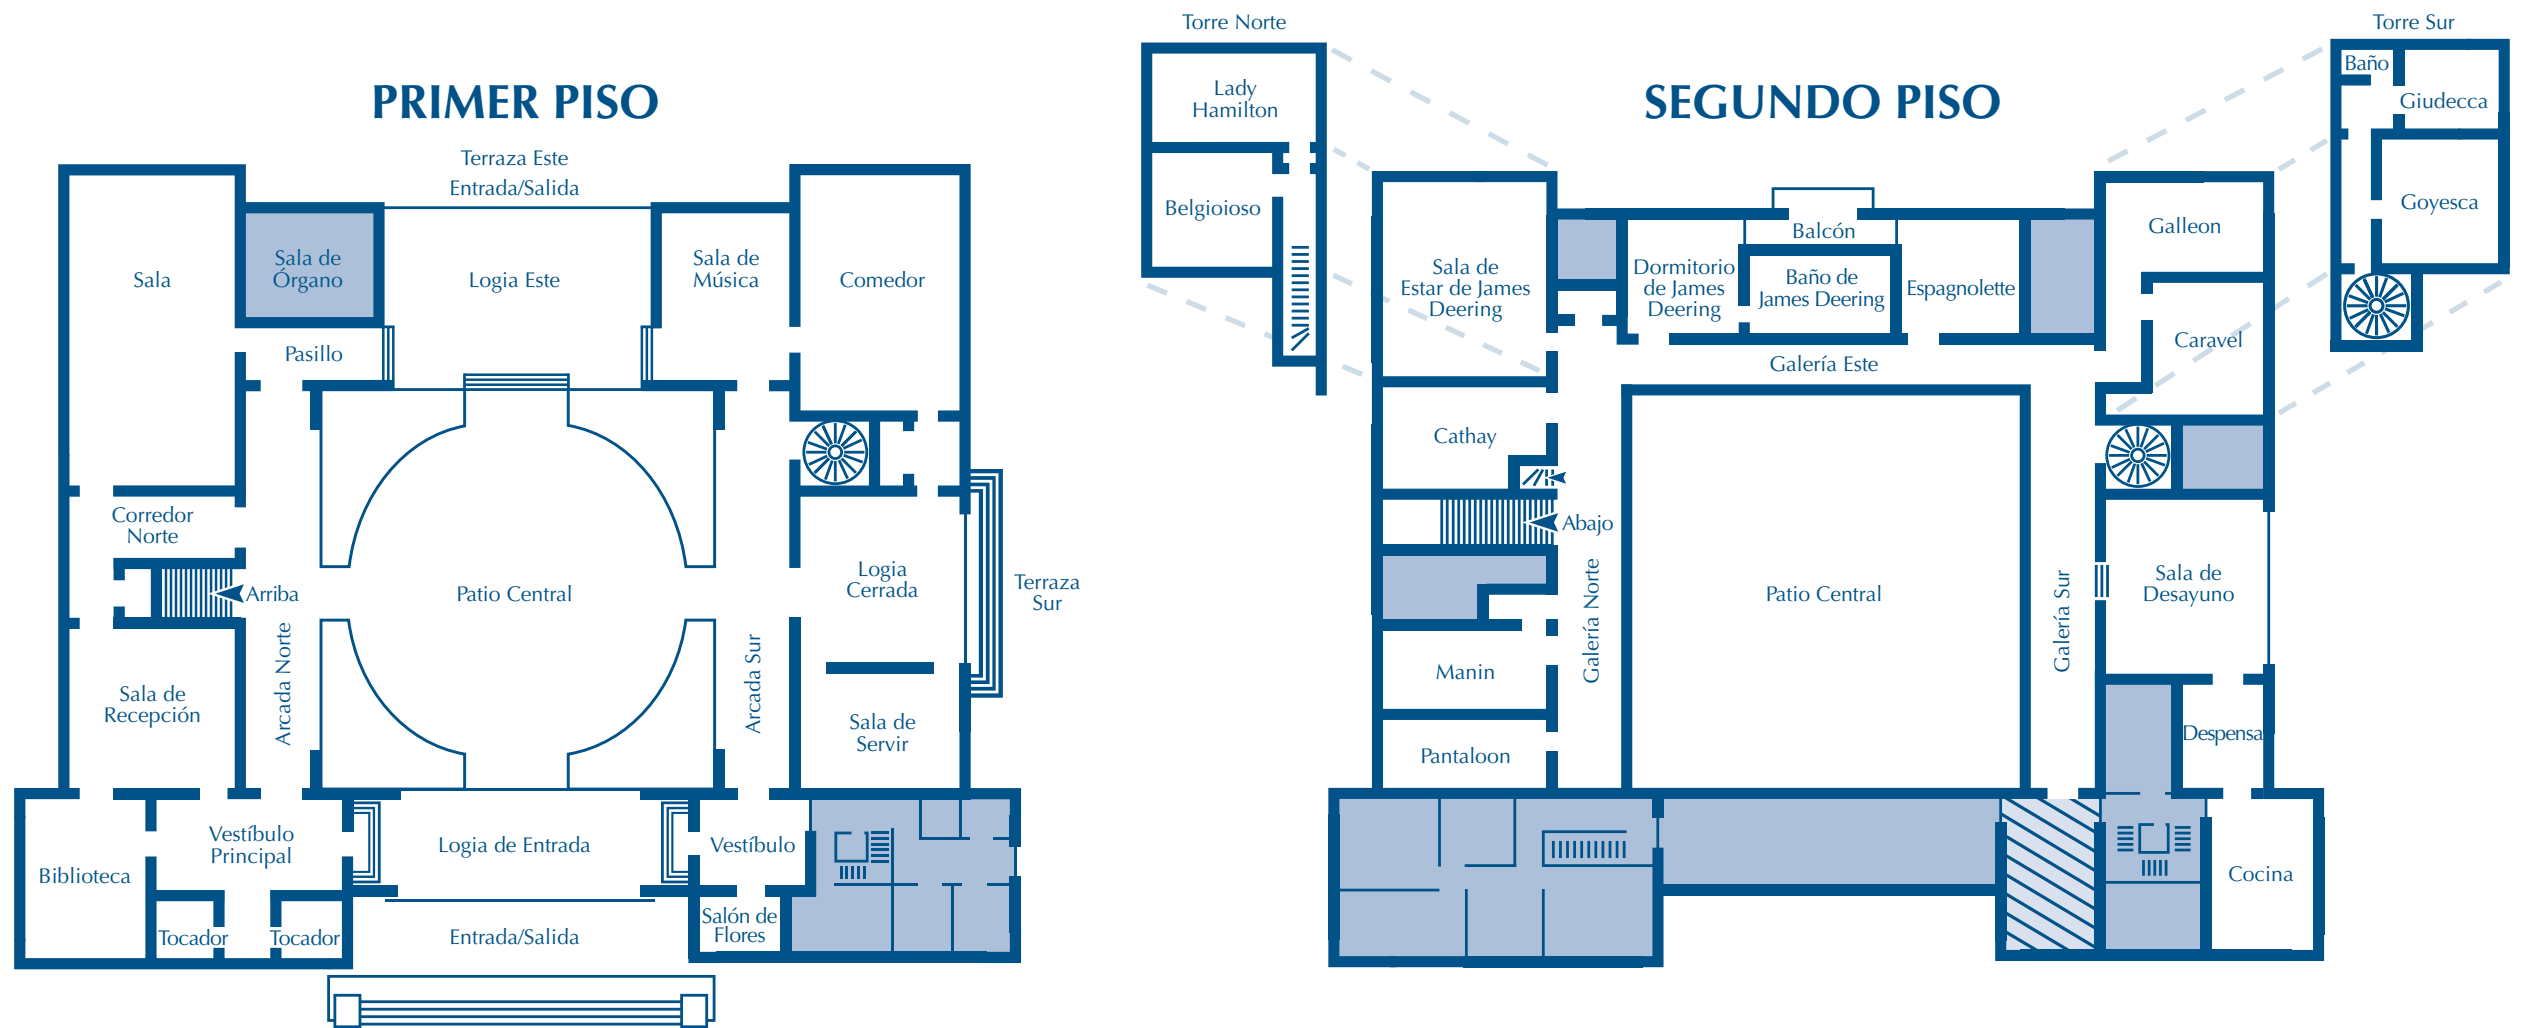 PRIMER PISO
Terraza Este
Entrada/Salida
Sala
Sala de
Órgano
Logia Este
Sala de
Música
Comedor
Pasillo
Corredor
Norte
Arriba
Patio Central
Logia
Cerrada
Terraza
Sur
Arcada Norte
Arcada Sur
Sala de
Recepción
Sala de
Servir
Vestíbulo
Principal
Logia de Entrada
Vestíbulo
Biblioteca
Tocador
Tocador
Entrada/Salida
Salón de
Flores
SEGUNDO PISO
Torre Norte
Lady
Hamilton
Belgioioso
Torre Sur
Baño
Giudecca
Goyesca
Sala de
Estar de James
Deering
Dormitorio
de James
Deering
Balcón
Baño de
James Deering
Espagnolette
Galleon
Caravel
Galería Este
Cathay
Abajo
Galería Norte
Patio Central
Galería Sur
Sala de
Desayuno
Manin
Pantaloon
Despensa
Cocina